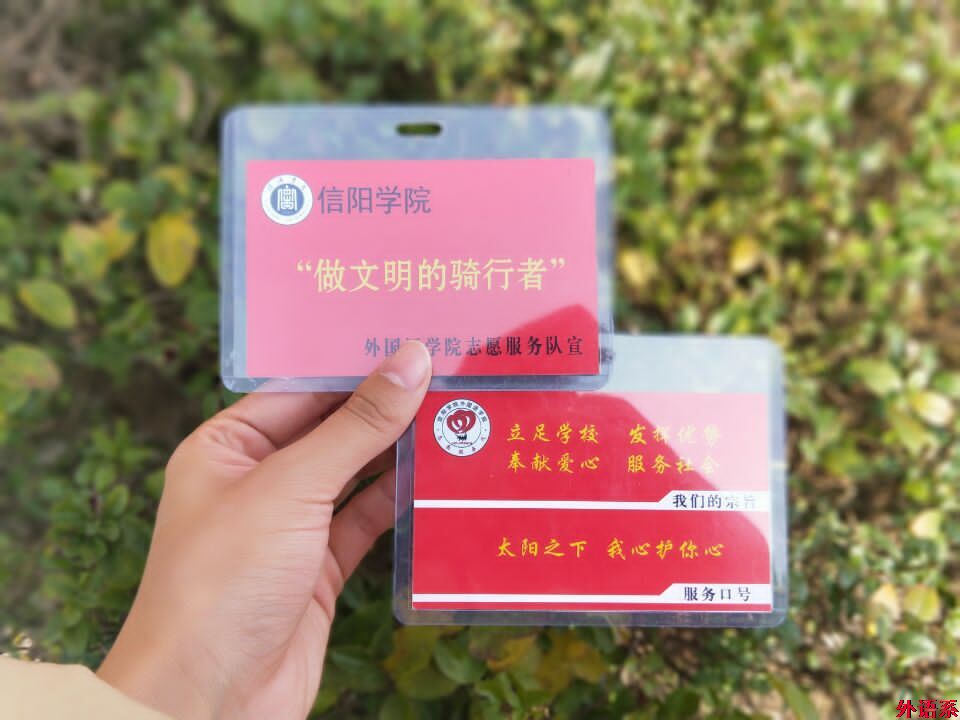 信阳学院
“做文明的骑行者”
外国学院志愿服务队宣
立足学校 发挥优势
奉献爱心 服务社会
我们的宗旨
太阳之下 我心护你心
服务口号
外语系